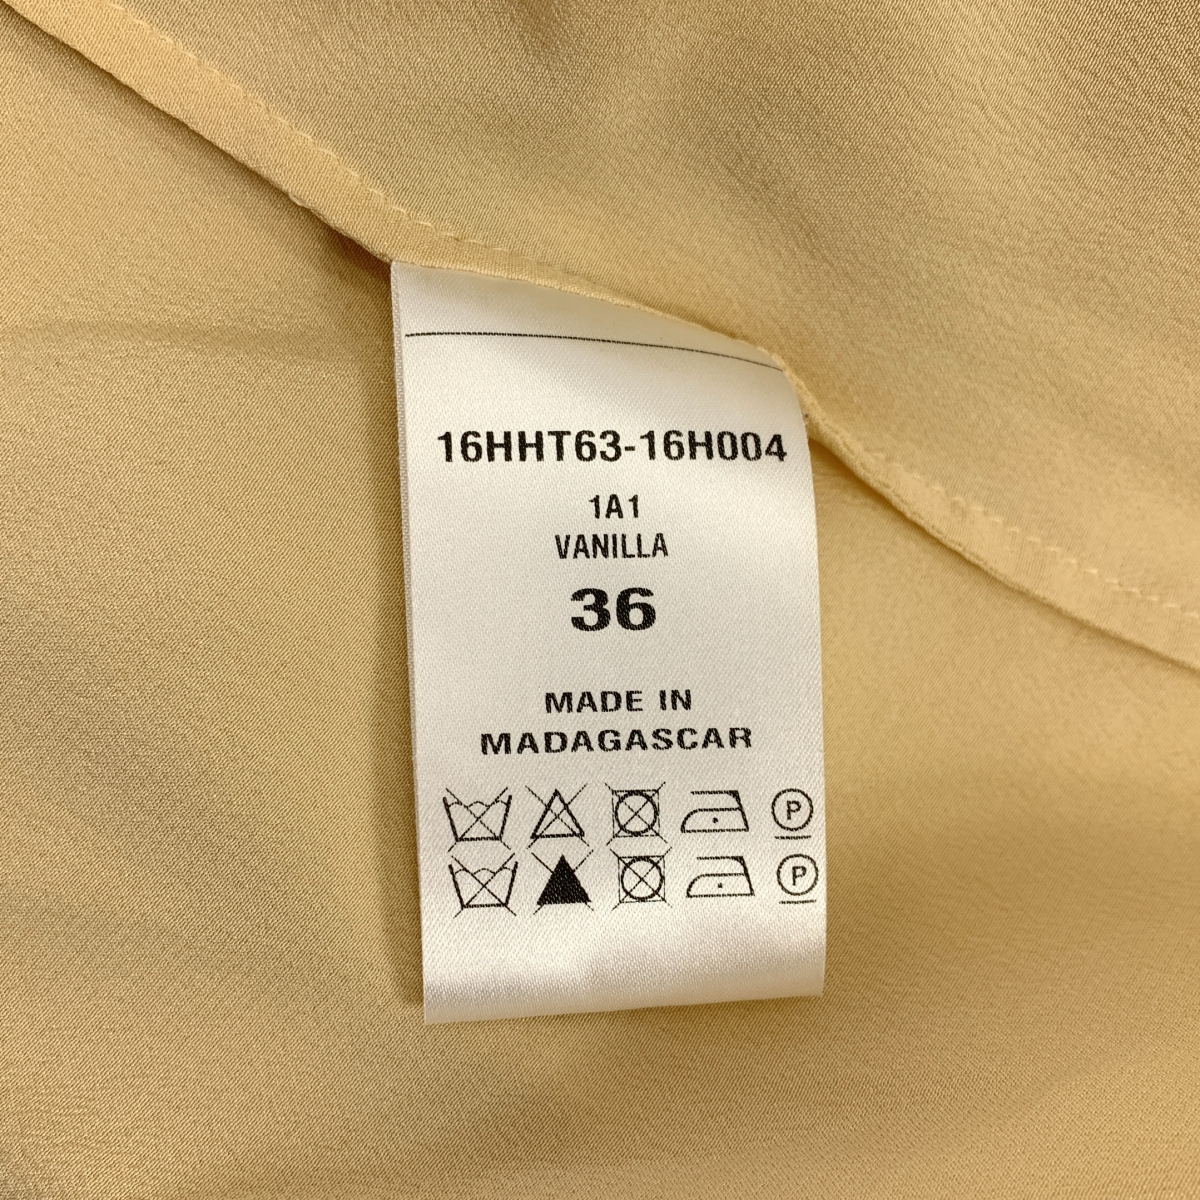 16HHT63-16H004
1A1
VANILLA
36
MADE IN
MADAGASCAR
P
P